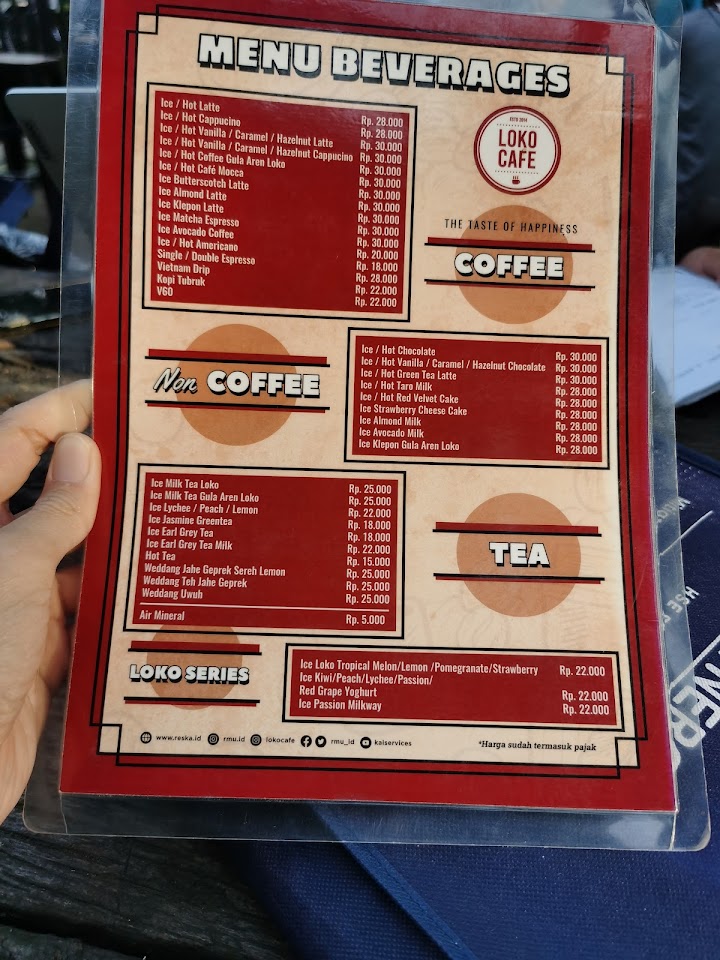 MENU BEVERAGES
Ice / Hot Latte Rp. 28.000
Ice / Hot Cappucino Rp. 28.000
Ice / Hot Vanilla / Caramel / Hazelnut Latte Rp. 30.000
Ice / Hot Vanilla / Caramel / Hazelnut Cappucino Rp. 30.000
Ice / Hot Coffee Gula Aren Loko Rp. 30.000
Ice / Hot Café Mocca Rp. 30.000
Ice Butterscotch Latte Rp. 30.000
Ice Almond Latte Rp. 30.000
Ice Klepon Latte Rp. 30.000
Ice Matcha Espresso Rp. 30.000
Ice Avocado Coffee Rp. 30.000
Ice / Hot Americano Rp. 20.000
Single / Double Espresso Rp. 18.000
Vietnam Drip Rp. 28.000
Kopi Tubruk Rp. 22.000
V60 Rp. 22.000
ESTD 2014
LOKO
CAFE
THE TASTE OF HAPPINESS
COFFEE
Non COFFEE
Ice / Hot Chocolate Rp. 30.000
Ice / Hot Vanilla / Caramel / Hazelnut Chocolate Rp. 30.000
Ice / Hot Green Tea Latte Rp. 30.000
Ice / Hot Taro Milk Rp. 28.000
Ice / Hot Red Velvet Cake Rp. 28.000
Ice Strawberry Cheese Cake Rp. 28.000
Ice Almond Milk Rp. 28.000
Ice Avocado Milk Rp. 28.000
Ice Klepon Gula Aren Loko Rp. 28.000
Ice Milk Tea Loko Rp. 25.000
Ice Milk Tea Gula Aren Loko Rp. 25.000
Ice Lychee / Peach / Lemon Rp. 22.000
Ice Jasmine Greentea Rp. 18.000
Ice Earl Grey Tea Rp. 18.000
Ice Earl Grey Tea Milk Rp. 22.000
Hot Tea Rp. 15.000
Weddang Jahe Geprek Sereh Lemon Rp. 25.000
Weddang Teh Jahe Geprek Rp. 25.000
Weddang Uwuh Rp. 25.000
Air Mineral Rp. 5.000
TEA
LOKO SERIES
Ice Loko Tropical Melon/Lemon /Pomegranate/Strawberry Rp. 22.000
Ice Kiwi/Peach/Lychee/Passion/
Red Grape Yoghurt Rp. 22.000
Ice Passion Milkway Rp. 22.000
www.reska.id rmu.id lokocafe rmu_id kaiservices
*Harga sudah termasuk pajak